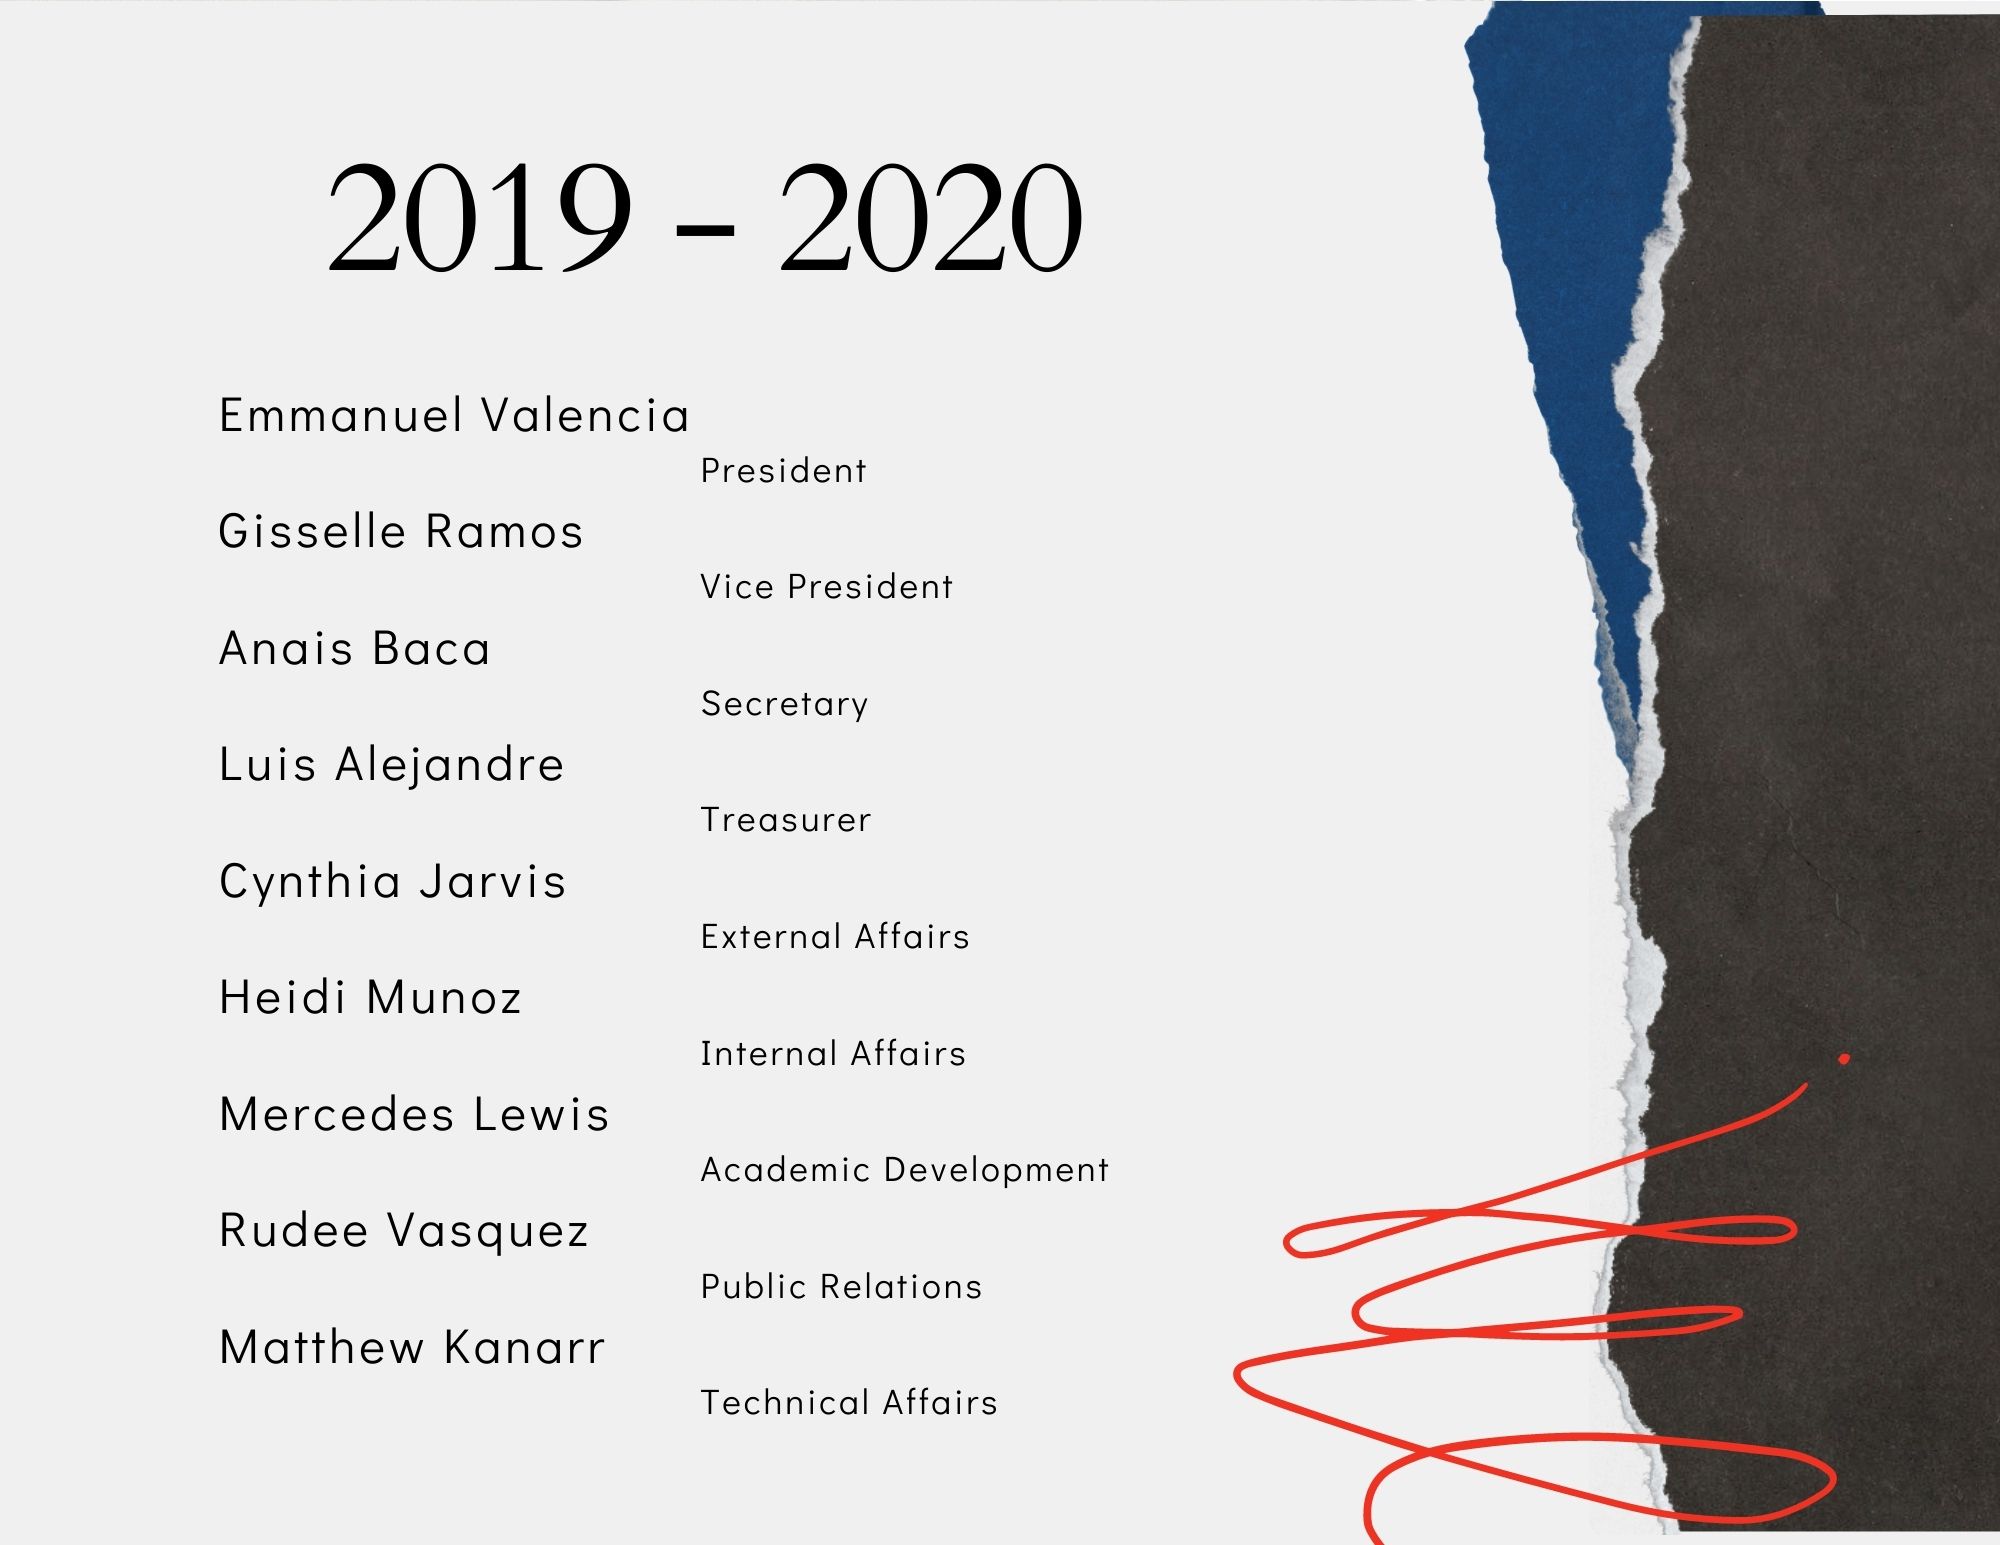 2019 - 2020
Emmanuel Valencia
President
Gisselle Ramos
Vice President
Anais Baca
Secretary
Luis Alejandre
Treasurer
Cynthia Jarvis
External Affairs
Heidi Munoz
Internal Affairs
Mercedes Lewis
Academic Development
Rudee Vasquez
Public Relations
Matthew Kanarr
Technical Affairs